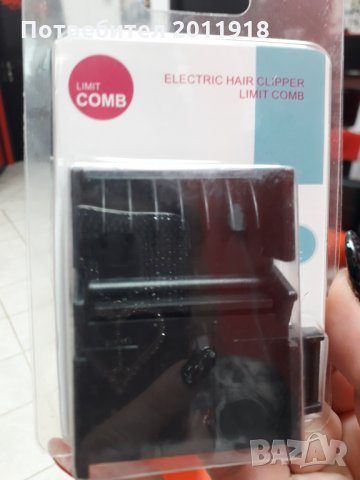 Потребител 2011918
LIMIT
COMB
ELECTRIC HAIR CLIPPER
LIMIT COMB
BAZAR